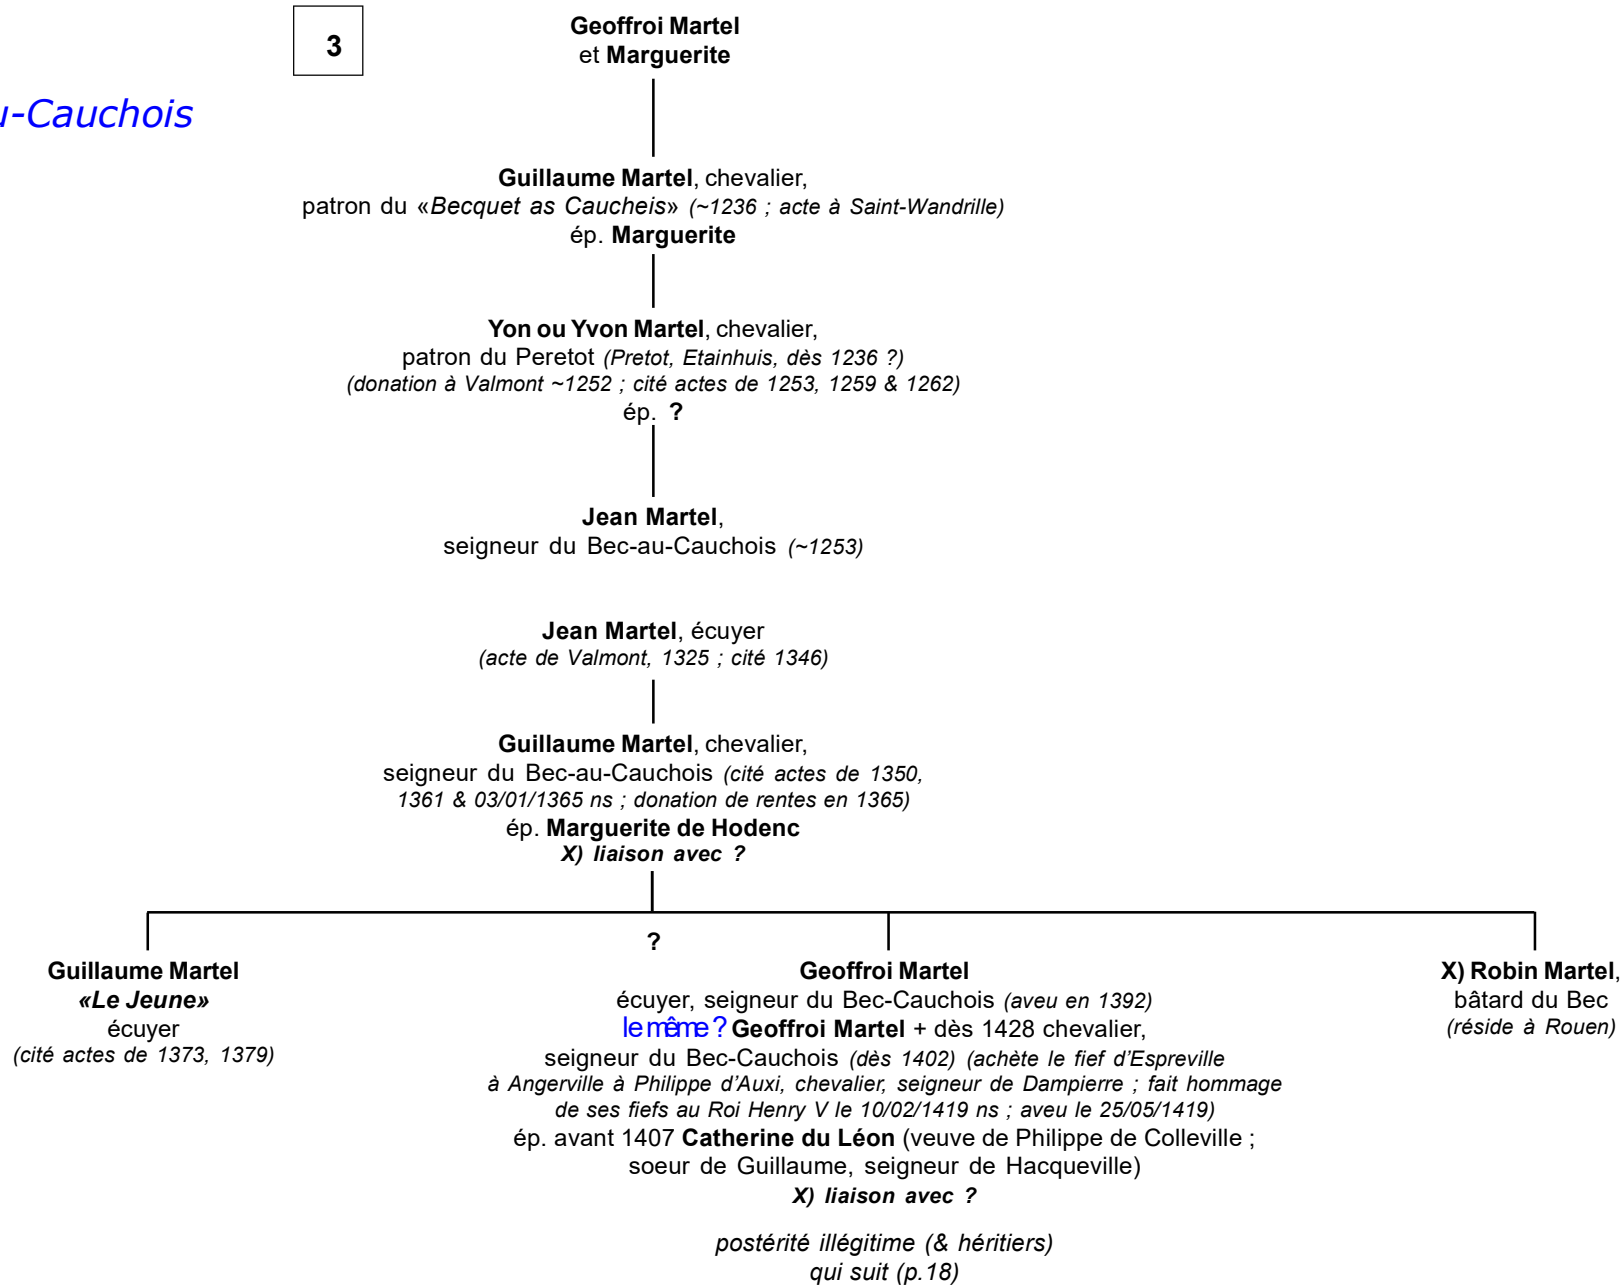 3
Geoffroi Martel
et Marguerite
u-Cauchois
Guillaume Martel, chevalier,
patron du «Becquet as Caucheis» (~1236 ; acte à Saint-Wandrille)
ép. Marguerite
Yon ou Yvon Martel, chevalier,
patron du Peretot (Pretot, Etainhuis, dès 1236 ?)
(donation à Valmont ~1252 ; cité actes de 1253, 1259 & 1262)
ép. ?
Jean Martel,
seigneur du Bec-au-Cauchois (~1253)
Jean Martel, écuyer
(acte de Valmont, 1325 ; cité 1346)
Guillaume Martel, chevalier,
seigneur du Bec-au-Cauchois (cité actes de 1350,
1361 & 03/01/1365 ns ; donation de rentes en 1365)
ép. Marguerite de Hodenc
X) liaison avec ?
?
Guillaume Martel
«Le Jeune»
écuyer
(cité actes de 1373, 1379)
Geoffroi Martel
écuyer, seigneur du Bec-Cauchois (aveu en 1392)
le même ? Geoffroi Martel + dès 1428 chevalier,
seigneur du Bec-Cauchois (dès 1402) (achète le fief d'Espreville
à Angerville à Philippe d'Auxi, chevalier, seigneur de Dampierre ; fait hommage
de ses fiefs au Roi Henry V le 10/02/1419 ns ; aveu le 25/05/1419)
ép. avant 1407 Catherine du Léon (veuve de Philippe de Colleville ;
soeur de Guillaume, seigneur de Hacqueville)
X) liaison avec ?
postérité illégitime (& héritiers)
qui suit (p.18)
X) Robin Martel,
bâtard du Bec
(réside à Rouen)